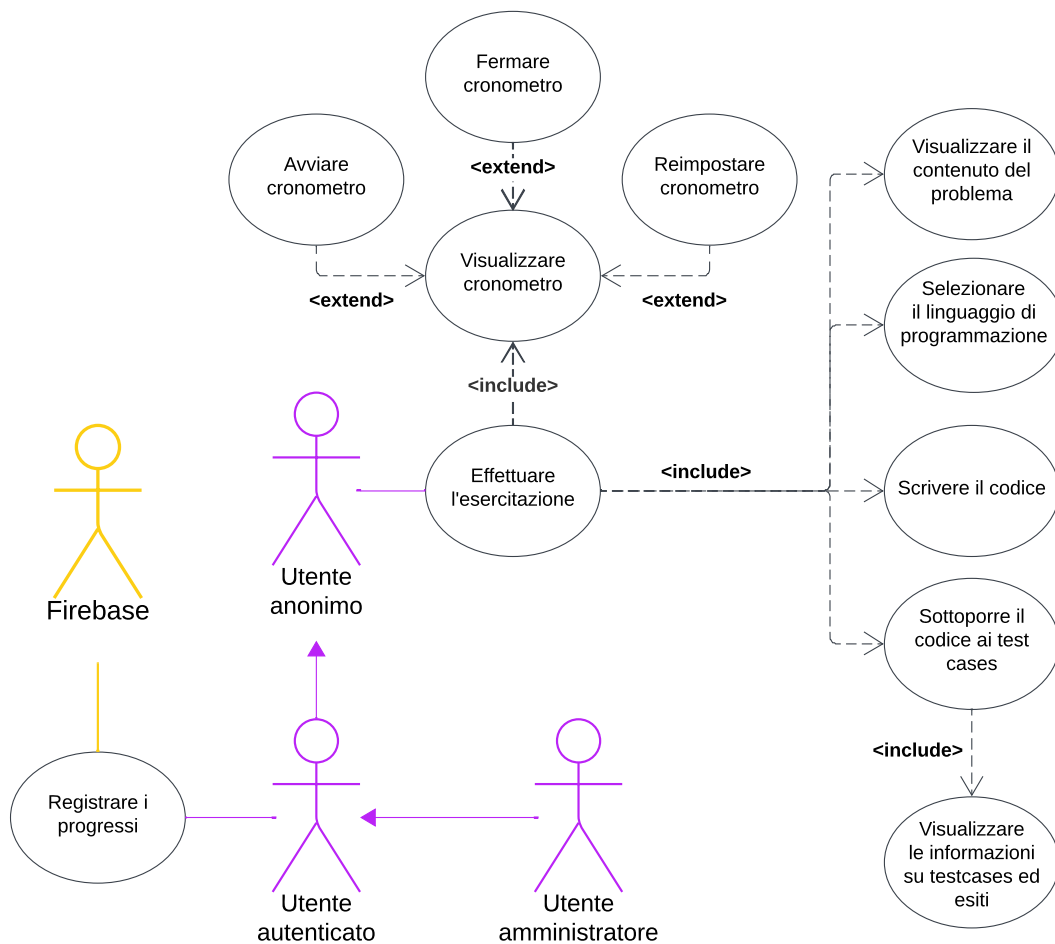 Fermare
cronometro
<extend>
Avviare
cronometro
Reimpostare
cronometro
Visualizzare
cronometro
<extend>
<extend>
<include>
Visualizzare il
contenuto del
problema
Selezionare
il linguaggio di
programmazione
Effettuare
l'esercitazione
<include>
Scrivere il codice
Utente
anonimo
Firebase
Sottoporre il
codice ai test
cases
<include>
Registrare i
progressi
Utente
autenticato
Utente
amministratore
Visualizzare
le informazioni
su testcases ed
esiti